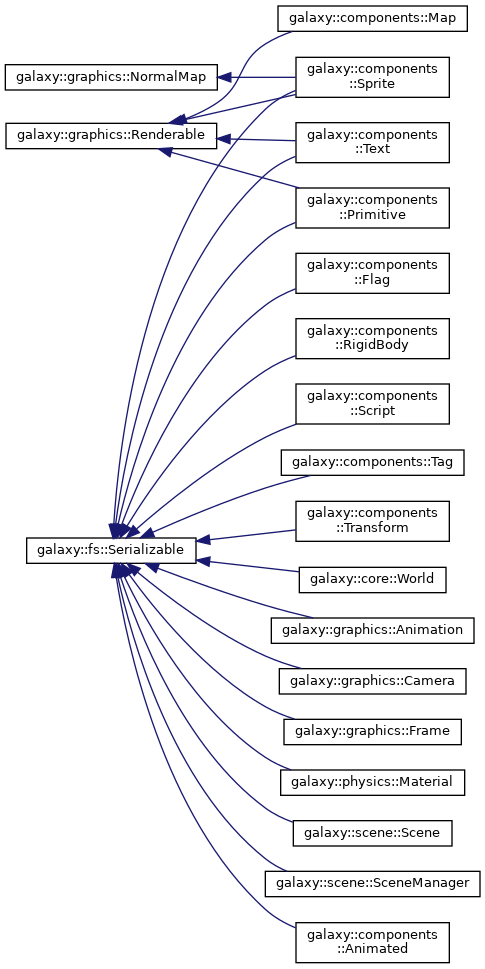 galaxy::components::Map
galaxy::graphics::NormalMap
galaxy::components
::Sprite
galaxy::graphics::Renderable
galaxy::components
::Text
galaxy::components
::Primitive
galaxy::components
::Flag
galaxy::components
::RigidBody
galaxy::components
::Script
galaxy::components::Tag
galaxy::components
::Transform
galaxy::fs::Serializable
galaxy::core::World
galaxy::graphics::Animation
galaxy::graphics::Camera
galaxy::graphics::Frame
galaxy::physics::Material
galaxy::scene::Scene
galaxy::scene::SceneManager
galaxy::components
::Animated